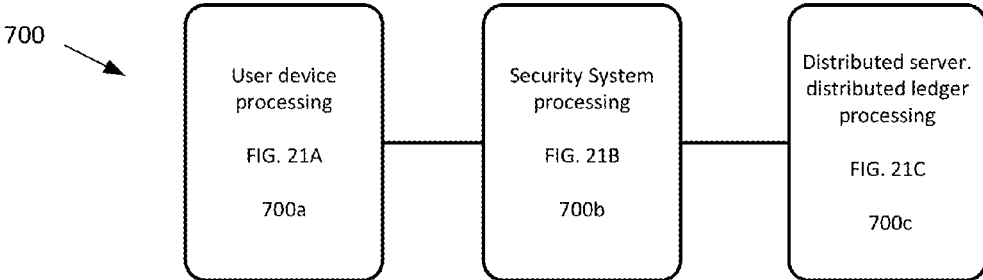 700
User device
processing
FIG. 21A
700a
Security System
processing
FIG. 21B
700b
Distributed server.
distributed ledger
processing
FIG. 21C
700c